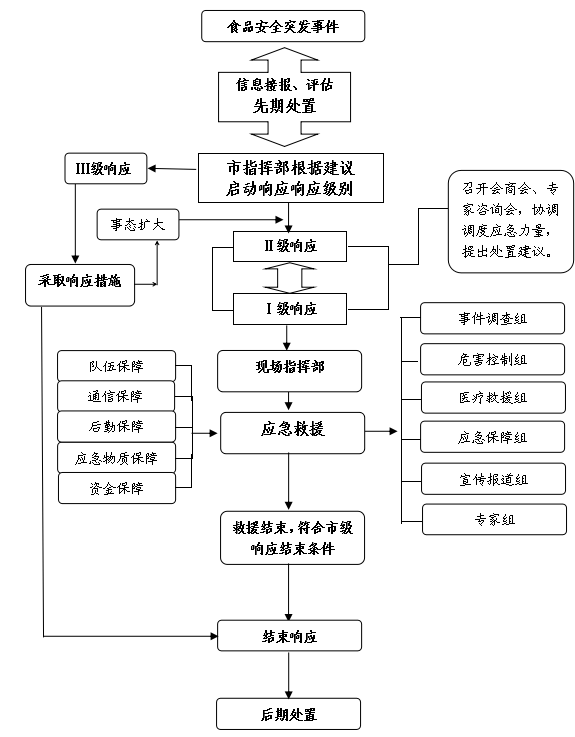 食品安全突发事件
信息接报、评估
先期处置
市指挥部根据建议
启动响应响应级别
III级响应
事态扩大
采取响应措施
II级响应
I级响应
召开会商会、专
家咨询会，协调
调度应急力量，
提出处置建议。
现场指挥部
应急救援
队伍保障
通信保障
后勤保障
应急物质保障
资金保障
事件调查组
危害控制组
医疗救援组
应急保障组
宣传报道组
专家组
救援结束，符合市级
响应结束条件
结束响应
后期处置